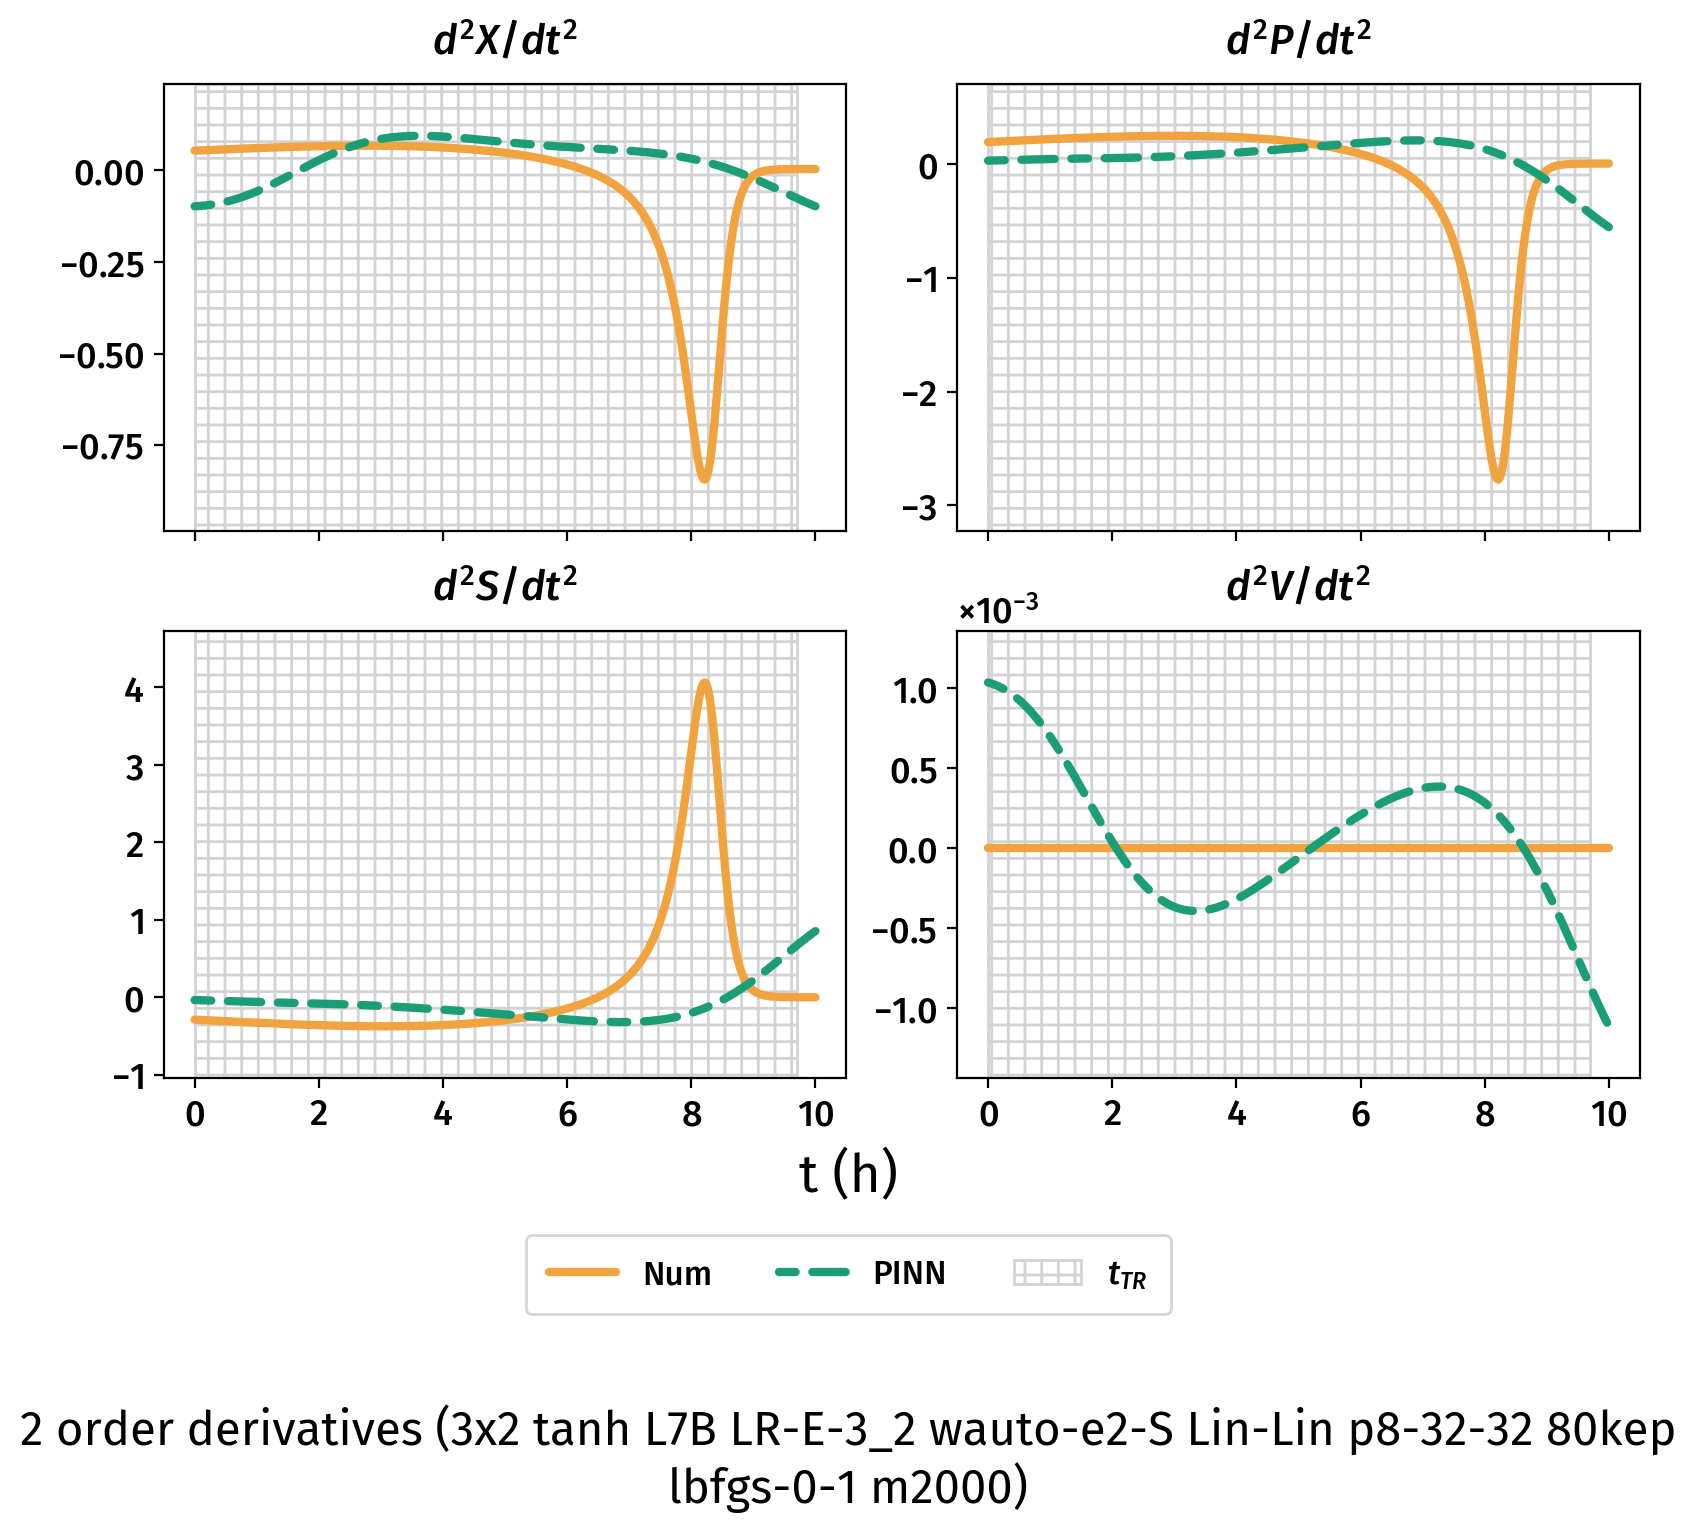 d²X/dt²
d²P/dt²
0.00
−0.25
−0.50
−0.75
0
−1
−2
−3
d²S/dt²
d²V/dt²
×10⁻³
4
3
2
1
0
−1
1.0
0.5
0.0
−0.5
−1.0
0 2 4 6 8 10
0 2 4 6 8 10
t (h)
Num PINN t_TR
2 order derivatives (3x2 tanh L7B LR-E-3_2 wauto-e2-S Lin-Lin p8-32-32 80kep
lbfgs-0-1 m2000)